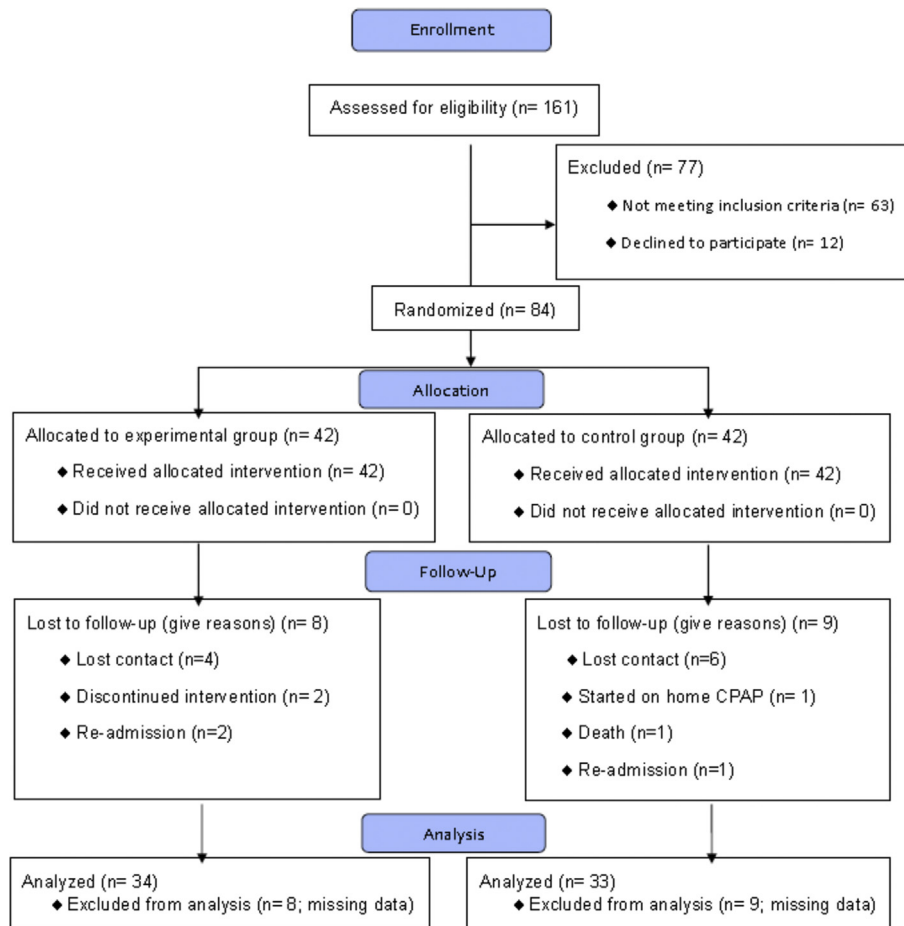 Enrollment
Assessed for eligibility (n= 161)
Excluded (n= 77)
◆ Not meeting inclusion criteria (n= 63)
◆ Declined to participate (n= 12)
Randomized (n= 84)
Allocation
Allocated to experimental group (n= 42)
◆ Received allocated intervention (n= 42)
◆ Did not receive allocated intervention (n= 0)
Allocated to control group (n= 42)
◆ Received allocated intervention (n= 42)
◆ Did not receive allocated intervention (n= 0)
Follow-Up
Lost to follow-up (give reasons) (n= 8)
◆ Lost contact (n=4)
◆ Discontinued intervention (n= 2)
◆ Re-admission (n=2)
Lost to follow-up (give reasons) (n= 9)
◆ Lost contact (n=6)
◆ Started on home CPAP (n= 1)
◆ Death (n=1)
◆ Re-admission (n=1)
Analysis
Analyzed (n= 34)
◆ Excluded from analysis (n= 8; missing data)
Analyzed (n= 33)
◆ Excluded from analysis (n= 9; missing data)